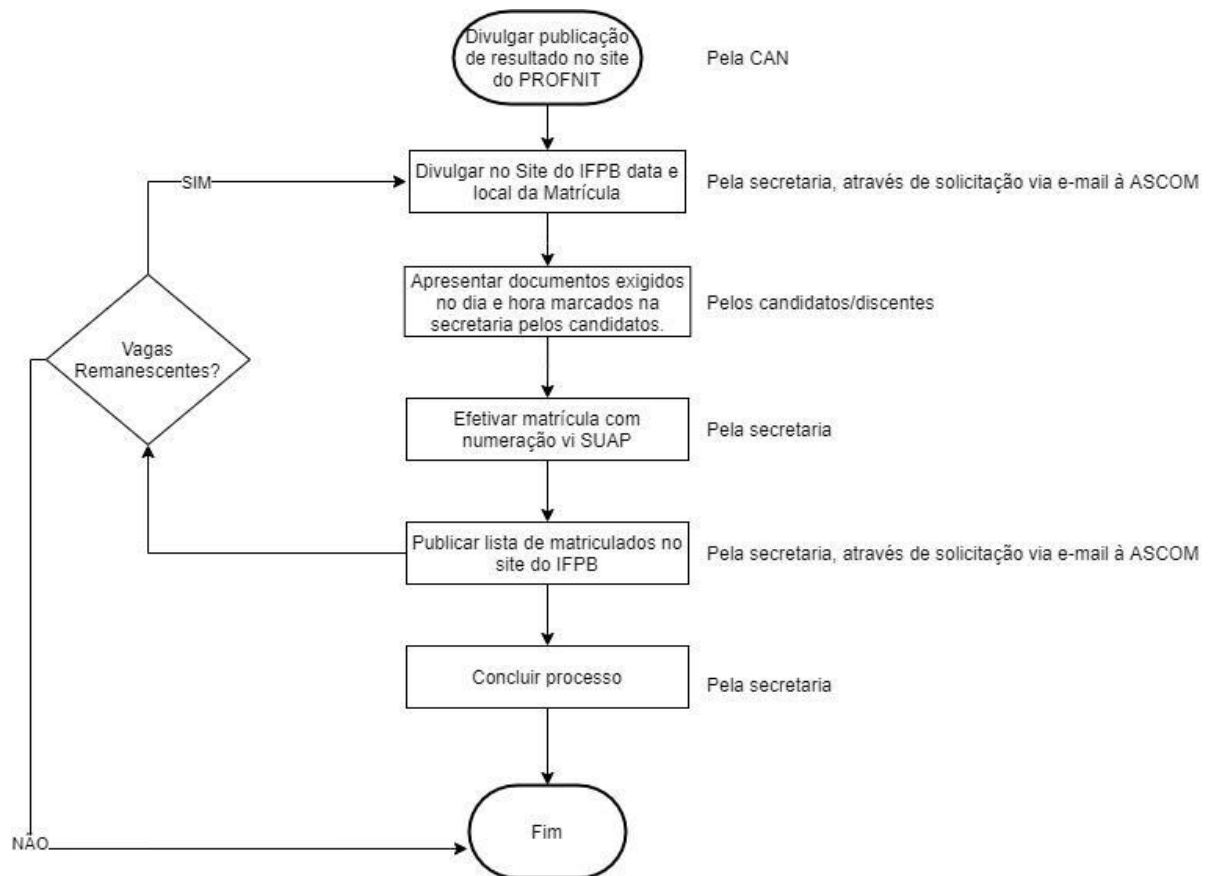 Divulgar publicação
de resultado no site
do PROFNIT
Pela CAN
SIM
Divulgar no Site do IFPB data e
local da Matrícula
Pela secretaria, através de solicitação via e-mail à ASCOM
Apresentar documentos exigidos
no dia e hora marcados na
secretaria pelos candidatos.
Pelos candidatos/discentes
Vagas
Remanescentes?
Efetivar matrícula com
numeração vi SUAP
Pela secretaria
Publicar lista de matriculados no
site do IFPB
Pela secretaria, através de solicitação via e-mail à ASCOM
Concluir processo
Pela secretaria
Fim
NÃO